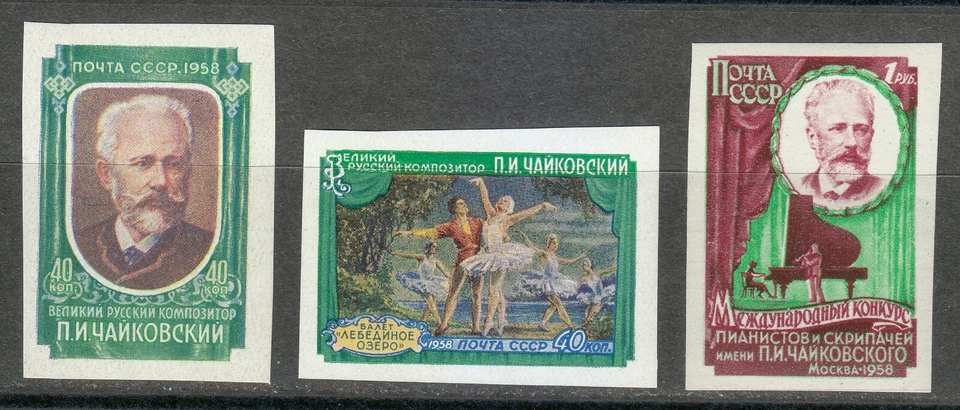 ПОЧТА СССР.1958
40 КОП.
40 КОП
ВЕЛИКИЙ РУССКИЙ КОМПОЗИТОР
П.И.ЧАЙКОВСКИЙ
ВЕЛИКИЙ
РУССКИЙ КОМПОЗИТОР П.И.ЧАЙКОВСКИЙ
БАЛЕТ
«ЛЕБЕДИНОЕ
ОЗЕРО»
1958 ПОЧТА СССР 40 КОП.
ПОЧТА
СССР
1 РУБ.
МЕЖДУНАРОДНЫЙ КОНКУРС
ПИАНИСТОВ И СКРИПАЧЕЙ
ИМЕНИ П.И.ЧАЙКОВСКОГО
МОСКВА·1958